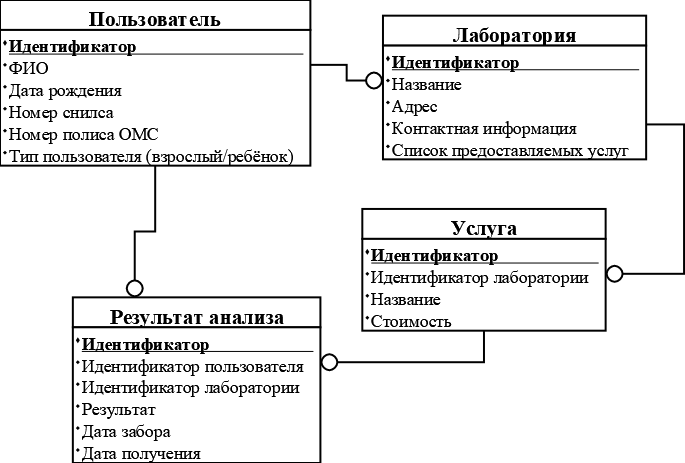 Пользователь
Идентификатор
ФИО
Дата рождения
Номер снилса
Номер полиса ОМС
Тип пользователя (взрослый/ребёнок)
Лаборатория
Идентификатор
Название
Адрес
Контактная информация
Список предоставляемых услуг
Услуга
Идентификатор
Идентификатор лаборатории
Название
Стоимость
Результат анализа
Идентификатор
Идентификатор пользователя
Идентификатор лаборатории
Результат
Дата забора
Дата получения